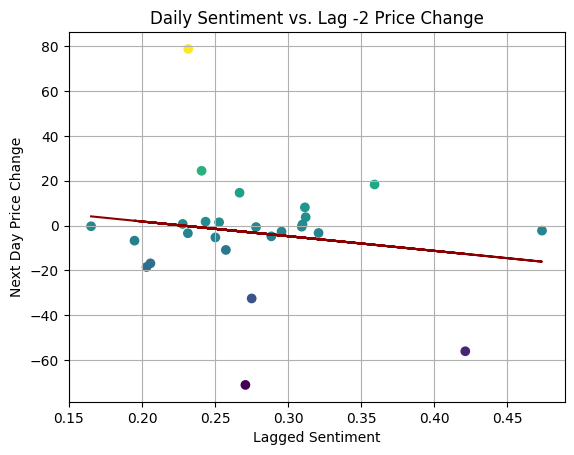 Daily Sentiment vs. Lag -2 Price Change
Next Day Price Change
80
60
40
20
0
−20
−40
−60
0.15 0.20 0.25 0.30 0.35 0.40 0.45
Lagged Sentiment